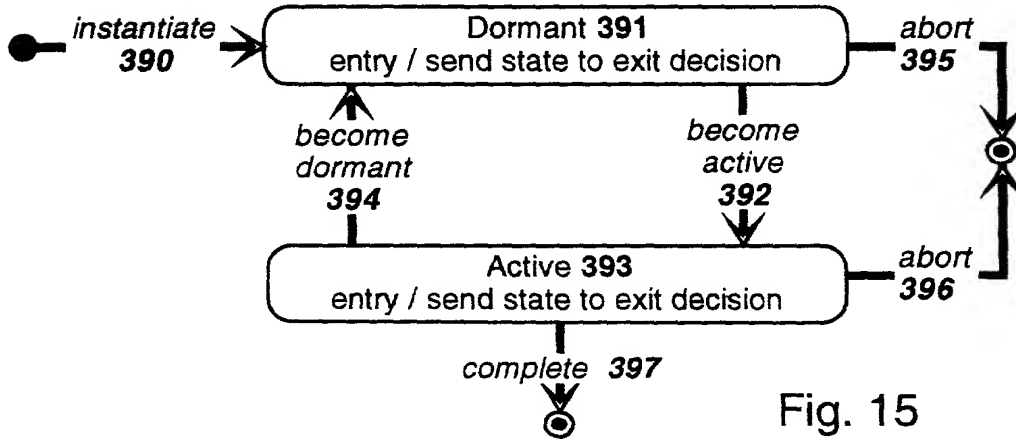 instantiate
390
Dormant 391
entry / send state to exit decision
abort
395
become
dormant
394
become
active
392
Active 393
entry / send state to exit decision
abort
396
complete 397
Fig. 15